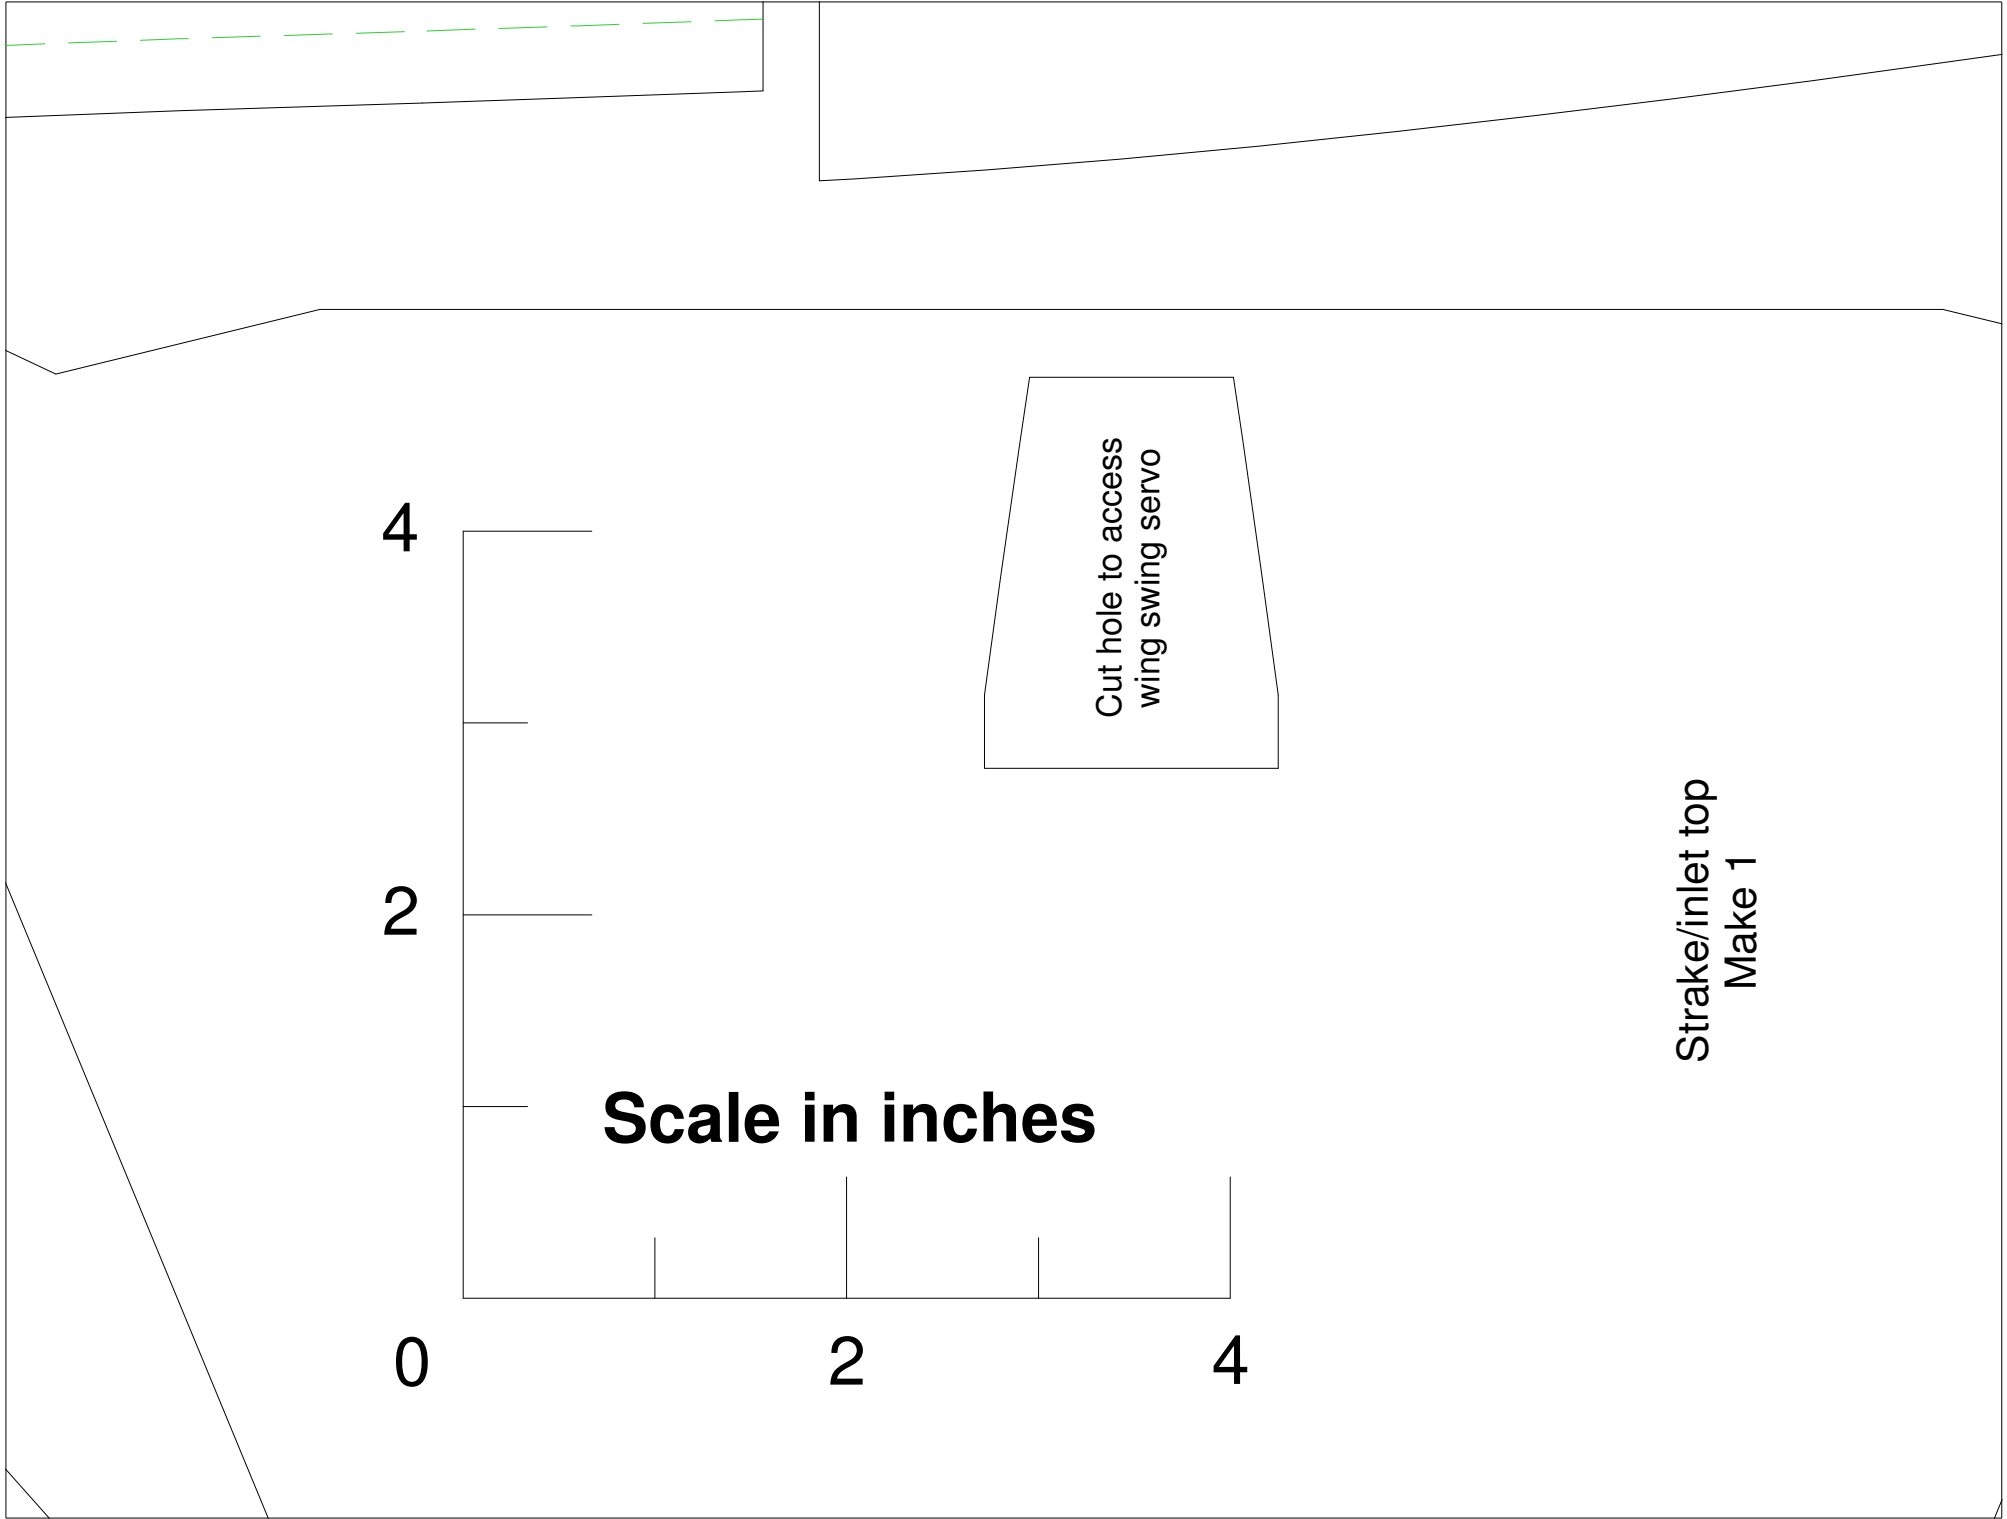 Cut hole to access
wing swing servo
4
2
Strake/inlet top
Make 1
Scale in inches
0
2
4